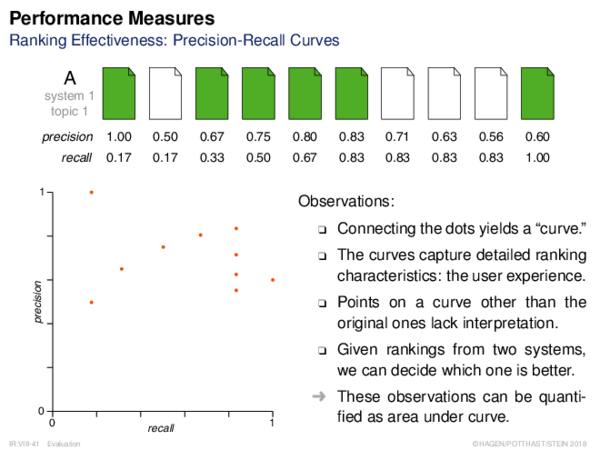 Performance Measures
Ranking Effectiveness: Precision-Recall Curves
A
system 1
topic 1
precision 1.00 0.50 0.67 0.75 0.80 0.83 0.71 0.63 0.56 0.60
recall 0.17 0.17 0.33 0.50 0.67 0.83 0.83 0.83 0.83 1.00
1
precision
0
0
recall
1
Observations:
❑ Connecting the dots yields a “curve.”
❑ The curves capture detailed ranking
characteristics: the user experience.
❑ Points on a curve other than the
original ones lack interpretation.
❑ Given rankings from two systems,
we can decide which one is better.
➜ These observations can be quanti-
fied as area under curve.
IR:VIII-41 Evaluation
©HAGEN/POTTHAST/STEIN 2018